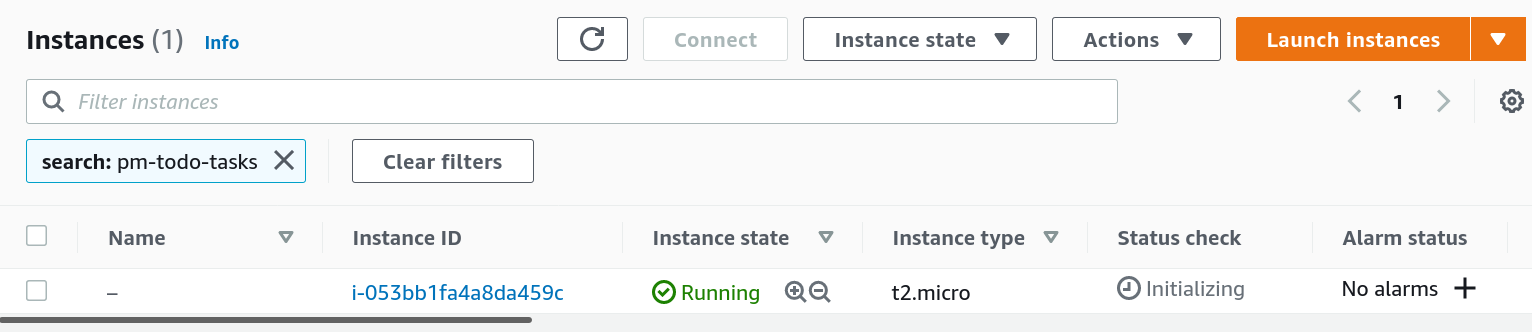 Instances (1) Info Connect Instance state Actions Launch instances
Filter instances 1
search: pm-todo-tasks Clear filters
Name Instance ID Instance state Instance type Status check Alarm status
– i-053bb1fa4a8da459c Running t2.micro Initializing No alarms +